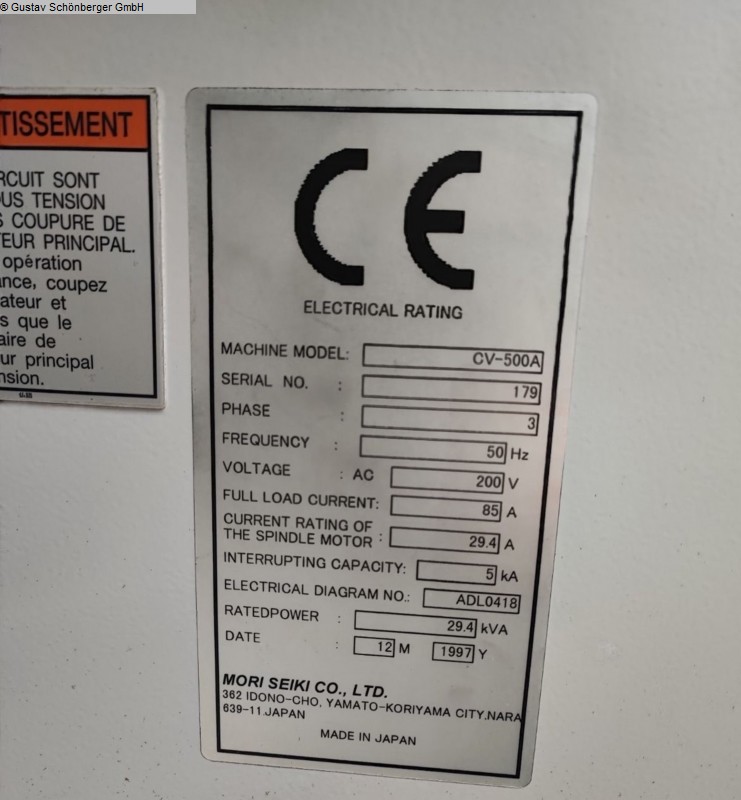 © Gustav Schönberger GmbH
TISSEMENT
RCUIT SONT
US TENSION
S COUPURE DE
TEUR PRINCIPAL.
opération
ance, coupez
ateur et
s que le
aire de
ur principal
nsion.
CE
ELECTRICAL RATING
MACHINE MODEL: CV-500A
SERIAL NO. : 179
PHASE : 3
FREQUENCY : 50 Hz
VOLTAGE : AC 200 V
FULL LOAD CURRENT: 85 A
CURRENT RATING OF
THE SPINDLE MOTOR : 29.4 A
INTERRUPTING CAPACITY: 5 kA
ELECTRICAL DIAGRAM NO.: ADL0418
RATEDPOWER : 29.4 kVA
DATE : 12 M 1997 Y
MORI SEIKI CO., LTD.
362 IDONO-CHO, YAMATO-KORIYAMA CITY.NARA
639-11.JAPAN
MADE IN JAPAN